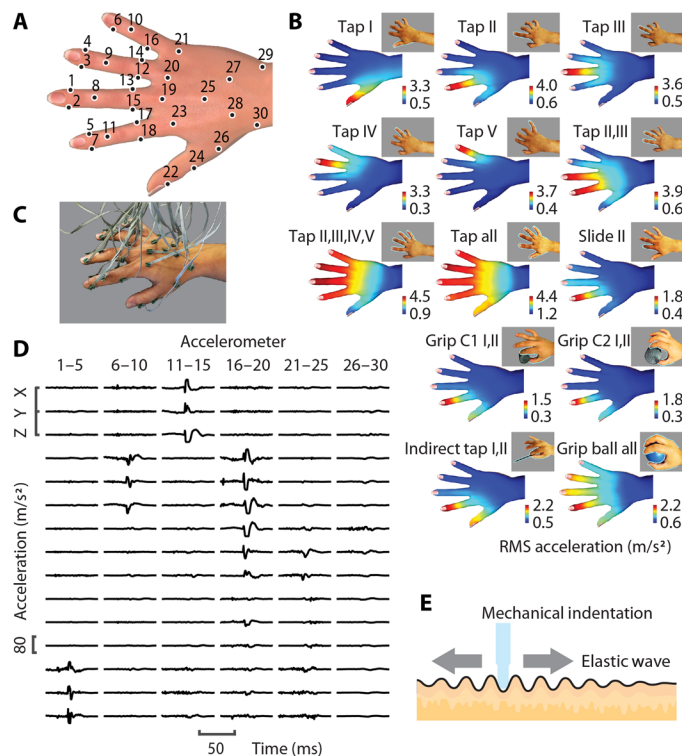 A
6 10
16
21
4
9
14
29
3
12
20
27
1
13
8
19
25
2
15
28
17
5
11
23
30
7
18
26
24
22
B
Tap I
3.3
0.5
Tap II
4.0
0.6
Tap III
3.6
0.5
Tap IV
3.3
0.3
Tap V
3.7
0.4
Tap II,III
3.9
0.6
Tap II,III,IV,V
4.5
0.9
Tap all
4.4
1.2
Slide II
1.8
0.4
Grip C1 I,II
1.5
0.3
Grip C2 I,II
1.8
0.3
Indirect tap I,II
2.2
0.5
Grip ball all
2.2
0.6
RMS acceleration (m/s²)
C
D
Accelerometer
1–5 6–10 11–15 16–20 21–25 26–30
X
Y
Z
Acceleration (m/s²)
80
50 Time (ms)
E
Mechanical indentation
Elastic wave